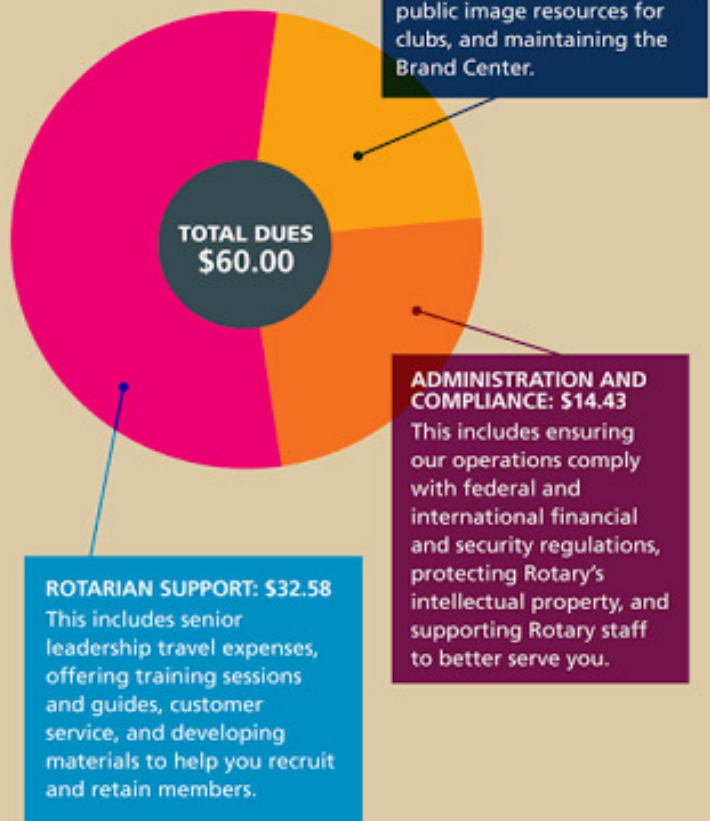 public image resources for
clubs, and maintaining the
Brand Center.
TOTAL DUES
$60.00
ADMINISTRATION AND
COMPLIANCE: $14.43
This includes ensuring
our operations comply
with federal and
international financial
and security regulations,
protecting Rotary’s
intellectual property, and
supporting Rotary staff
to better serve you.
ROTARIAN SUPPORT: $32.58
This includes senior
leadership travel expenses,
offering training sessions
and guides, customer
service, and developing
materials to help you recruit
and retain members.